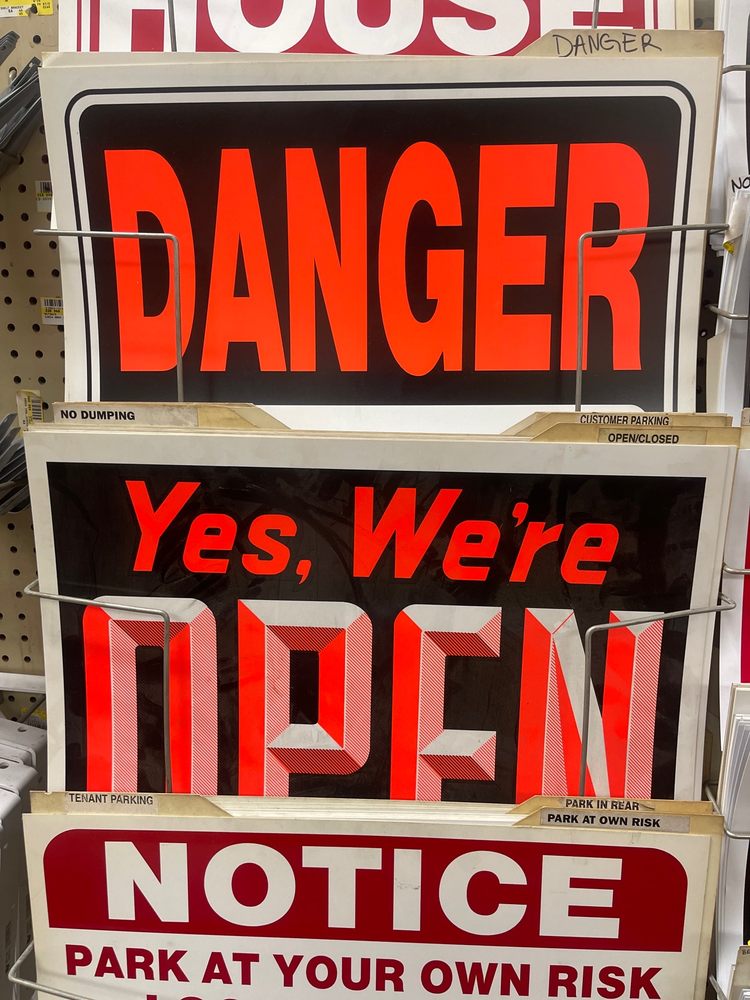 HOUSE
DANGER
DANGER
NO DUMPING
CUSTOMER PARKING
OPEN/CLOSED
Yes, We're
OPEN
TENANT PARKING
PARK IN REAR
PARK AT OWN RISK
NOTICE
PARK AT YOUR OWN RISK